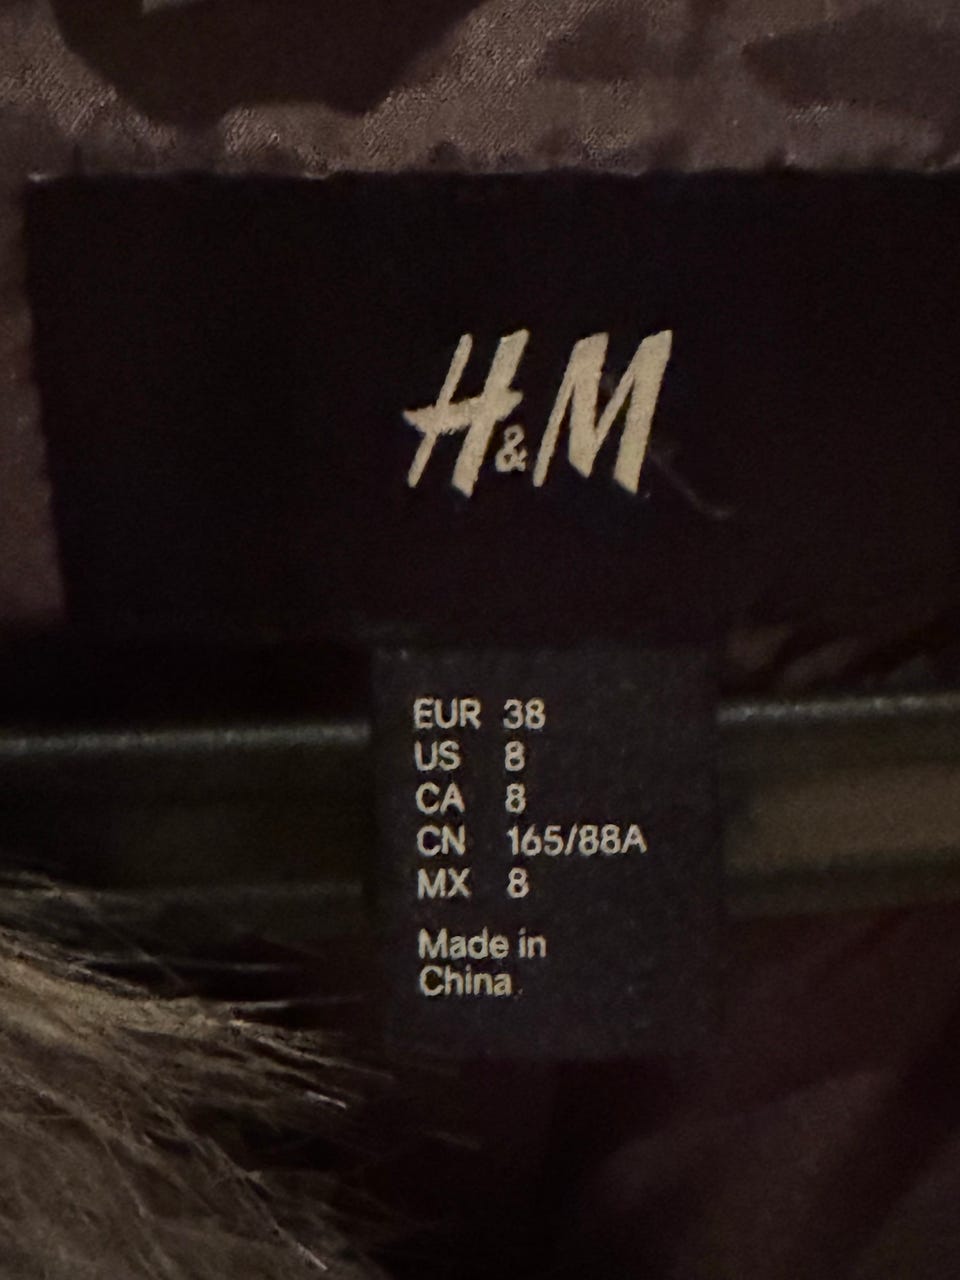 H&M
EUR 38
US 8
CA 8
CN 165/88A
MX 8
Made in
China